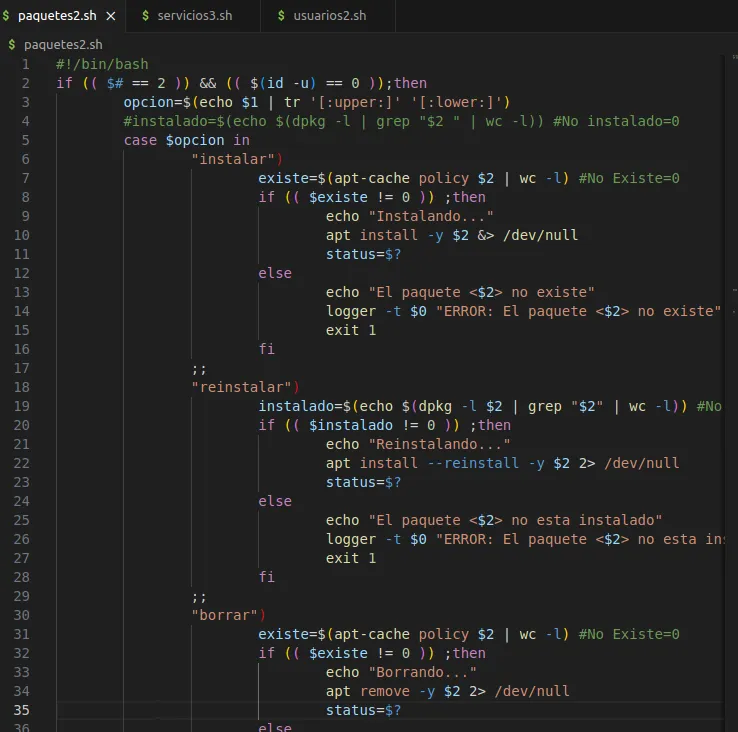 $ paquetes2.sh × $ servicios3.sh $ usuarios2.sh
$ paquetes2.sh
1 #!/bin/bash
2 if (( $# == 2 )) && (( $(id -u) == 0 ));then
3 opcion=$(echo $1 | tr '[:upper:]' '[:lower:]')
4 #instalado=$(echo $(dpkg -l | grep "$2 " | wc -l)) #No instalado=0
5 case $opcion in
6 "instalar")
7 existe=$(apt-cache policy $2 | wc -l) #No Existe=0
8 if (( $existe != 0 )) ;then
9 echo "Instalando..."
10 apt install -y $2 &> /dev/null
11 status=$?
12 else
13 echo "El paquete <$2> no existe"
14 logger -t $0 "ERROR: El paquete <$2> no existe"
15 exit 1
16 fi
17 ;;
18 "reinstalar")
19 instalado=$(echo $(dpkg -l $2 | grep "$2" | wc -l)) #No
20 if (( $instalado != 0 )) ;then
21 echo "Reinstalando..."
22 apt install --reinstall -y $2 2> /dev/null
23 status=$?
24 else
25 echo "El paquete <$2> no esta instalado"
26 logger -t $0 "ERROR: El paquete <$2> no esta ins
27 exit 1
28 fi
29 ;;
30 "borrar")
31 existe=$(apt-cache policy $2 | wc -l) #No Existe=0
32 if (( $existe != 0 )) ;then
33 echo "Borrando..."
34 apt remove -y $2 2> /dev/null
35 status=$?
36 else